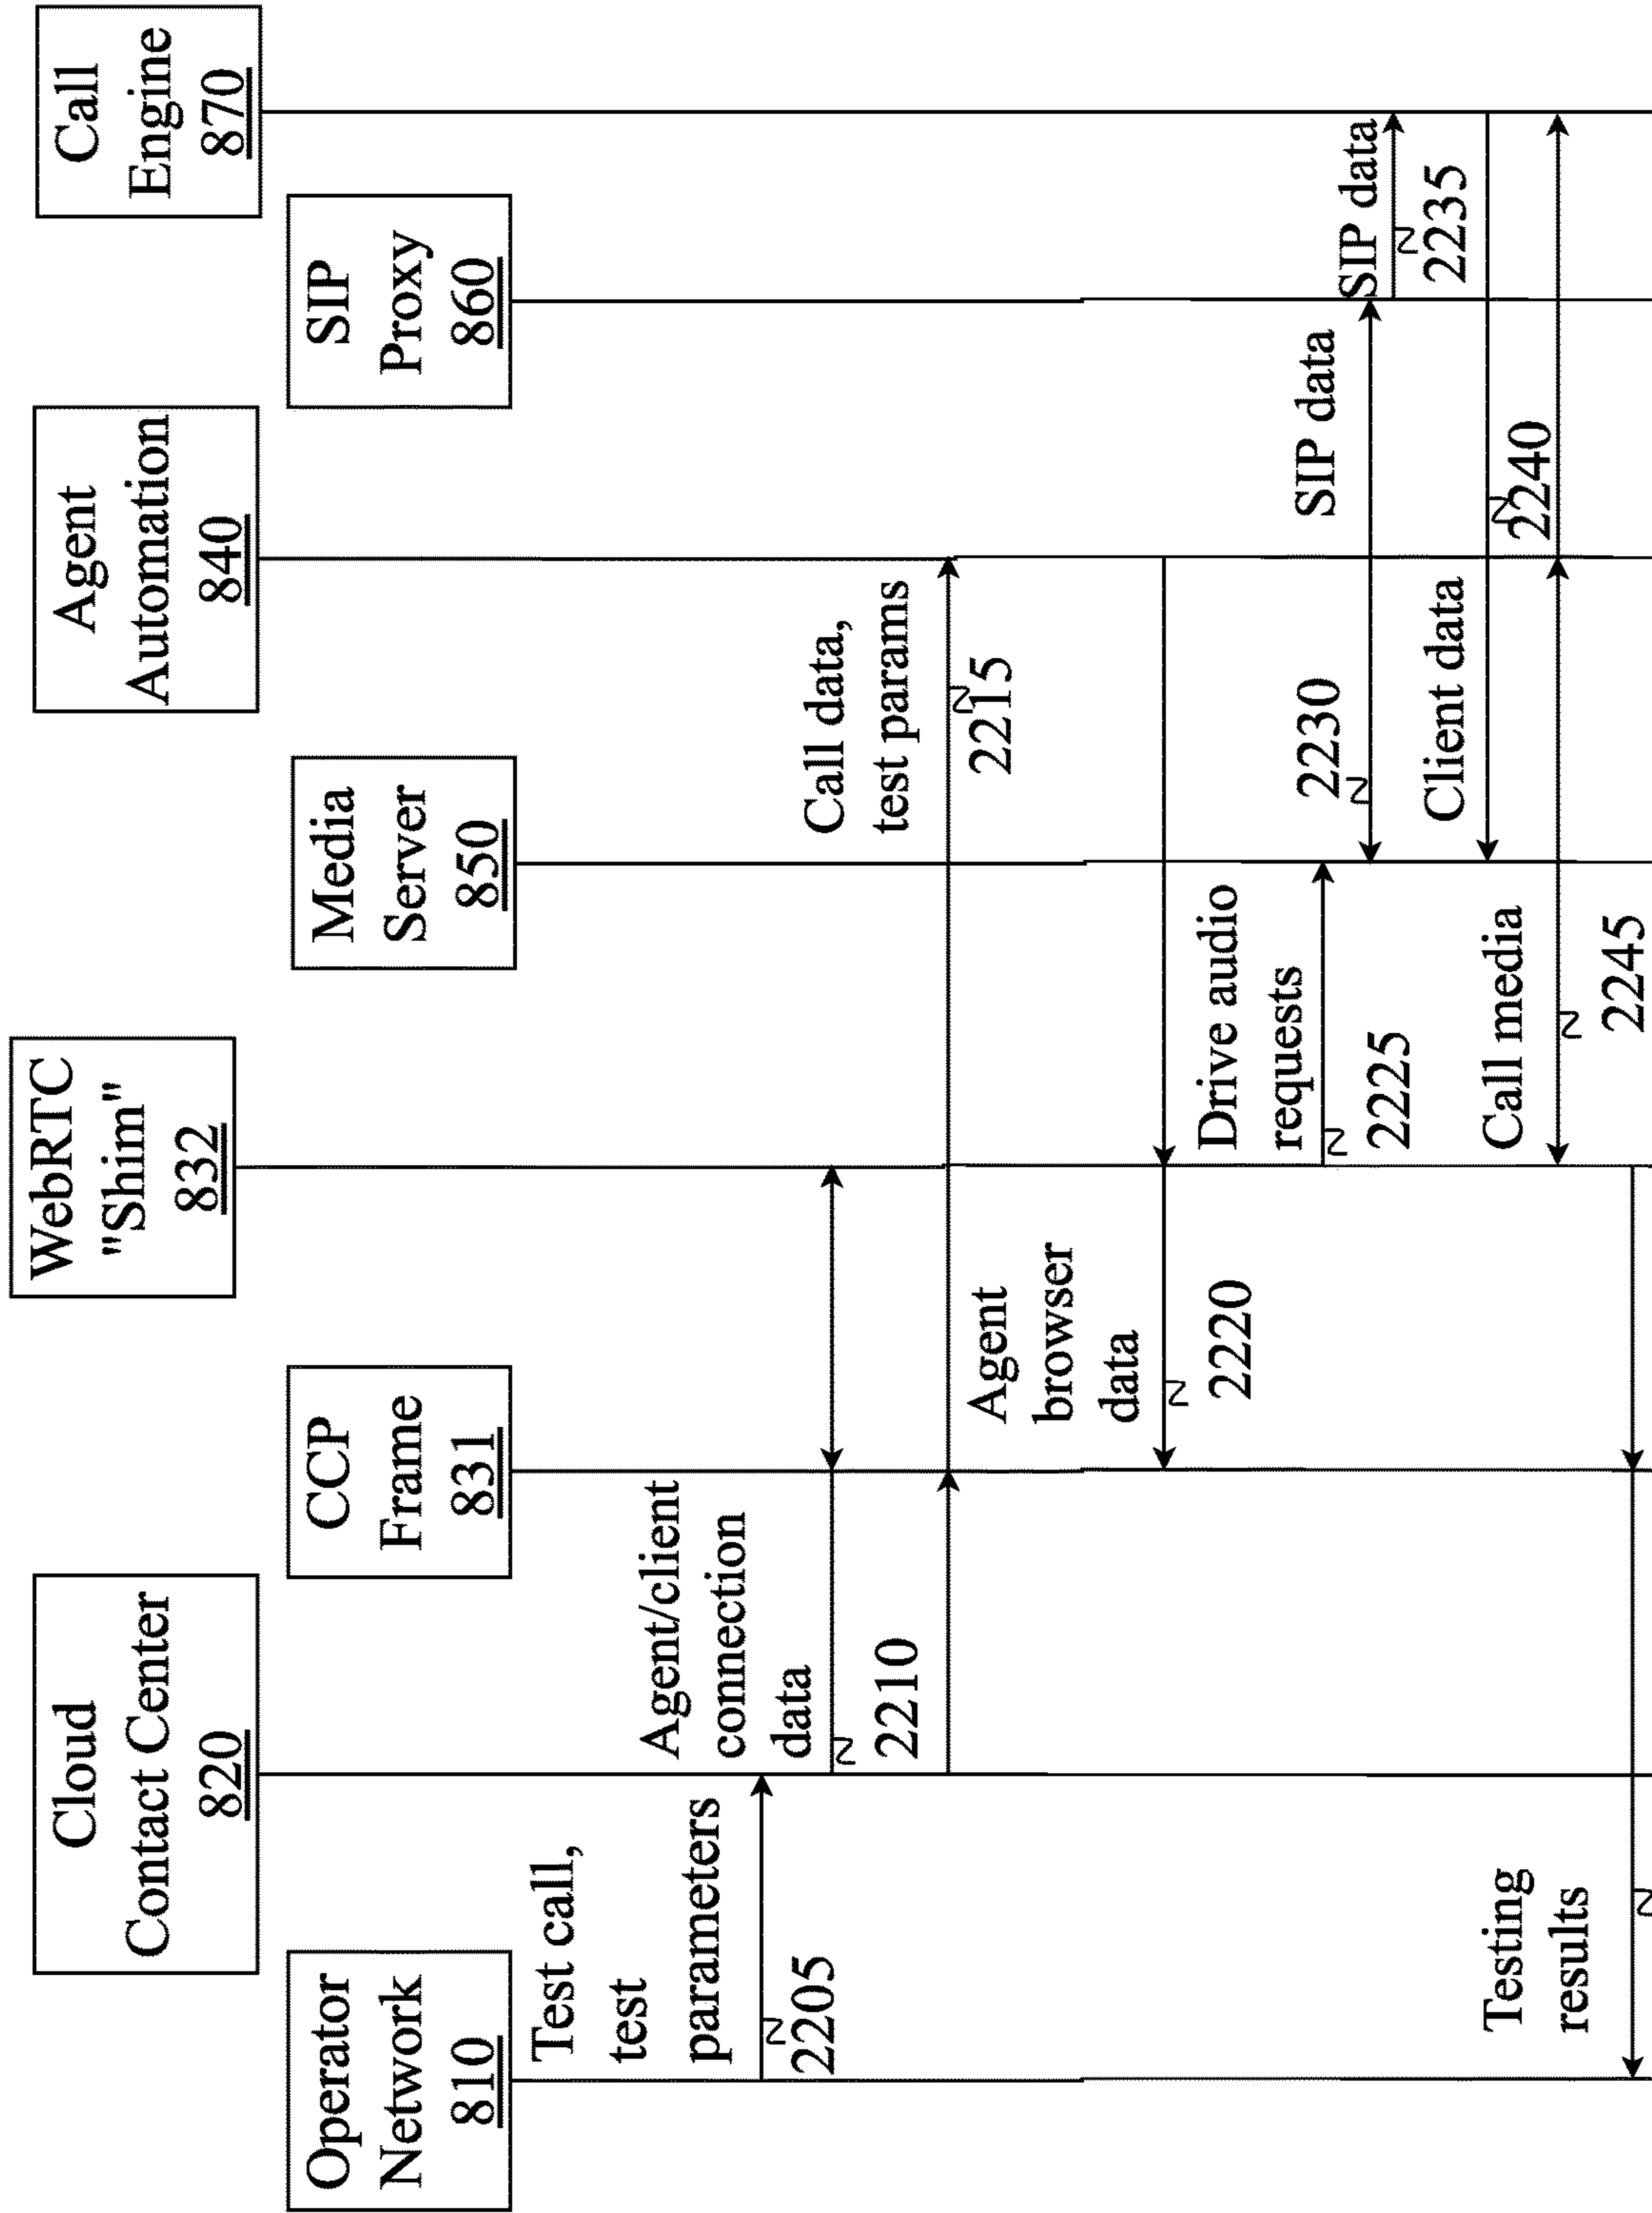 Operator
Network
810
Cloud
Contact Center
820
CCP
Frame
831
WebRTC
"Shim"
832
Media
Server
850
Agent
Automation
840
SIP
Proxy
860
Call
Engine
870
Test call,
test
parameters
2205
Agent/client
connection
data
2210
Call data,
test params
2215
Agent
browser
data
2220
Drive audio
requests
2225
SIP data
2230
SIP data
2235
Client data
2240
Call media
2245
Testing
results